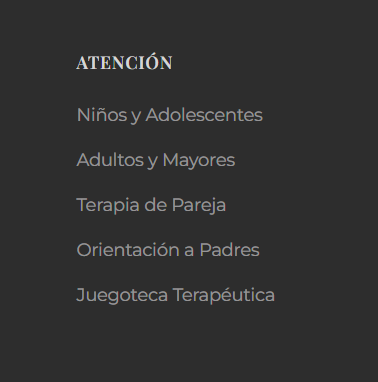 ATENCIÓN
Niños y Adolescentes
Adultos y Mayores
Terapia de Pareja
Orientación a Padres
Juegoteca Terapéutica